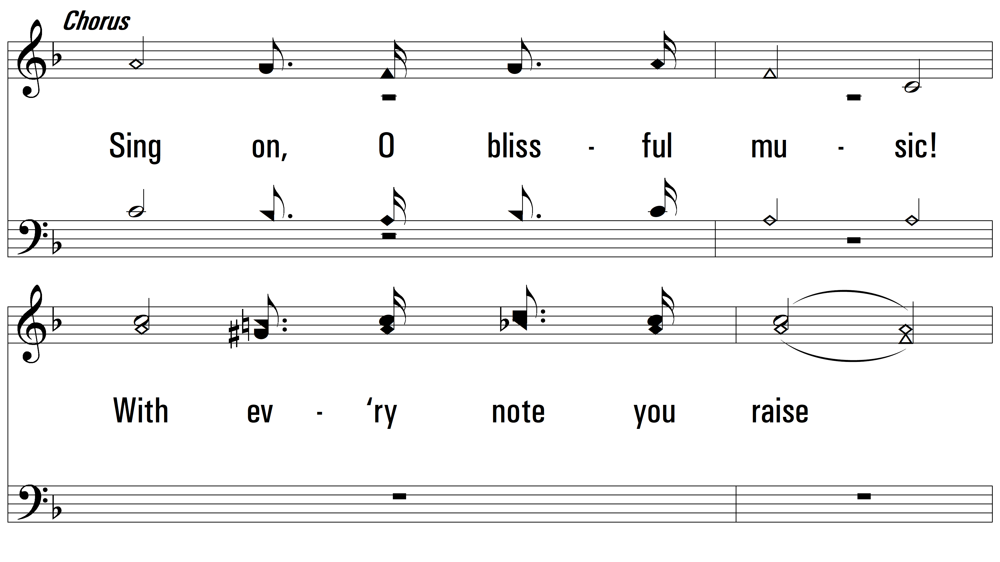 Chorus
Sing on, O bliss - ful mu - sic!
With ev - ‘ry note you raise